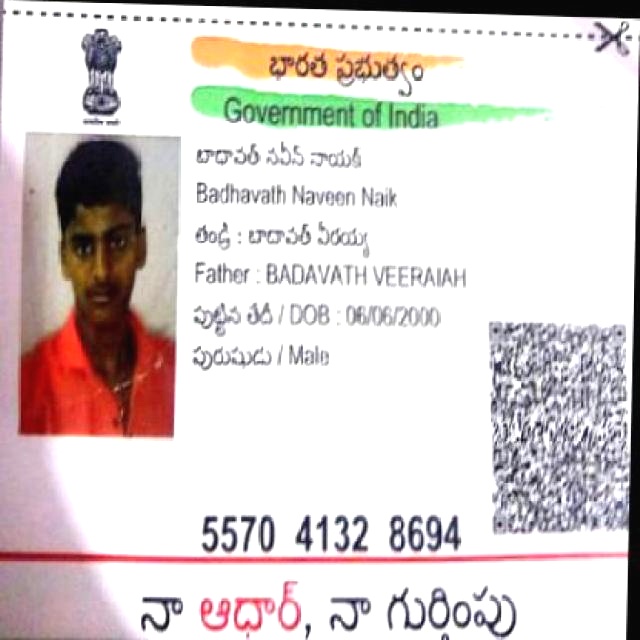 భారత ప్రభుత్వం
Government of India
బాదావత్ నవీన్ నాయక్
Badhavath Naveen Naik
తండ్రి : బాదావత్ వీరయ్య
Father : BADAVATH VEERAIAH
పుట్టిన తేదీ / DOB : 06/06/2000
పురుషుడు / Male
5570 4132 8694
నా ఆధార్, నా గుర్తింపు